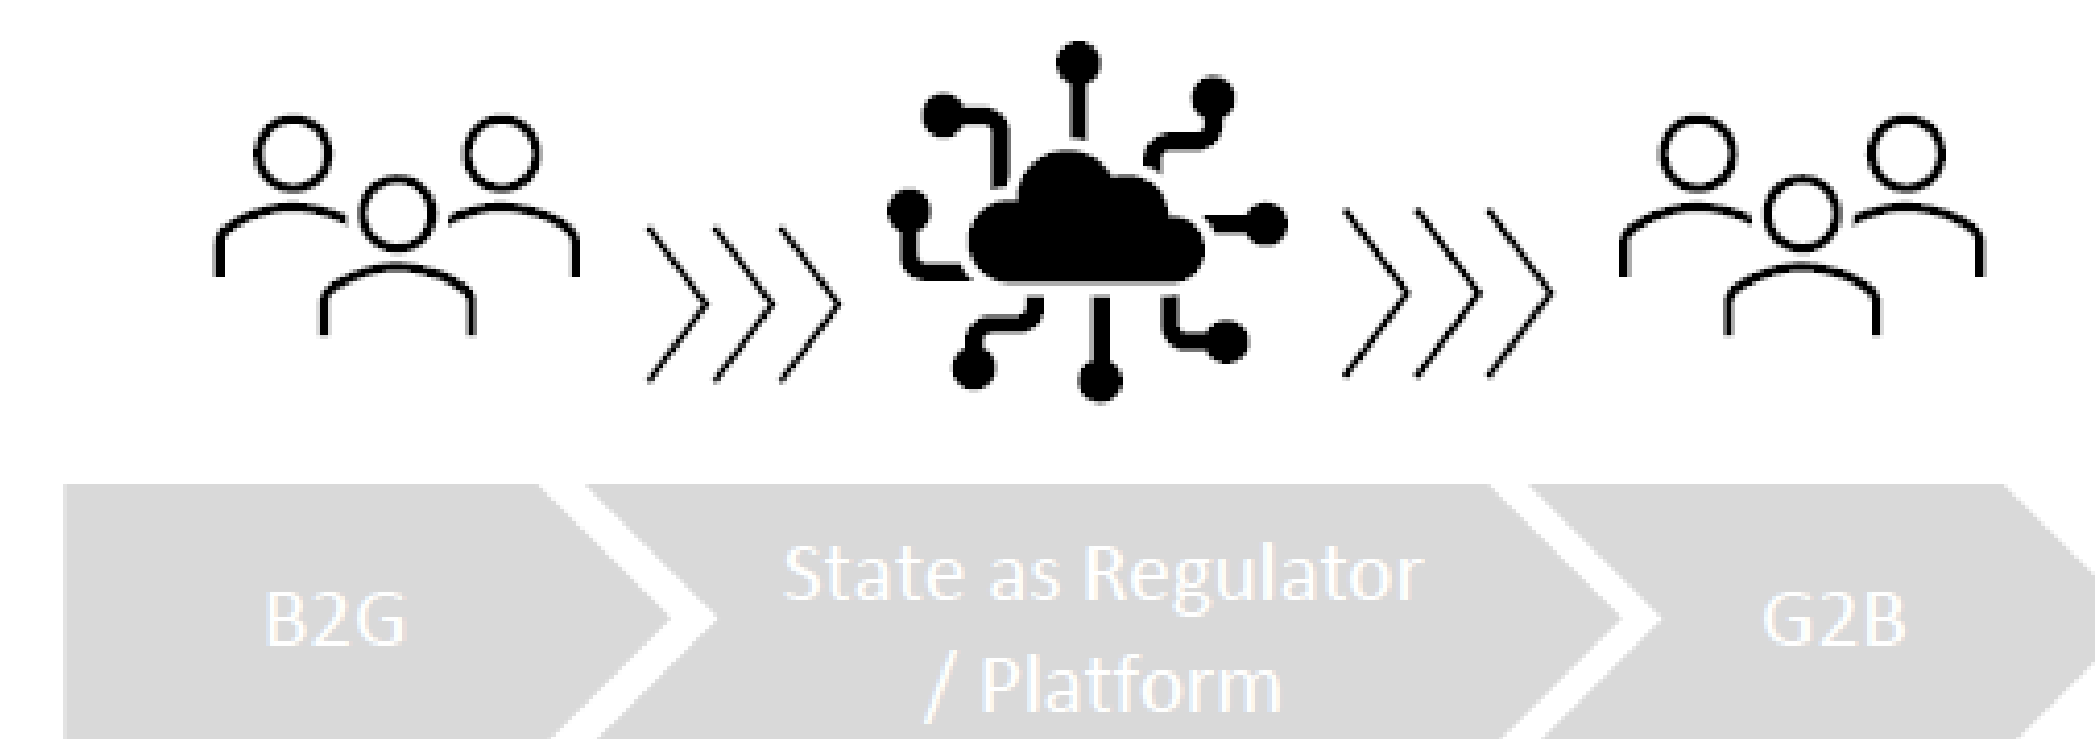 B2G
State as Regulator
/ Platform
G2B